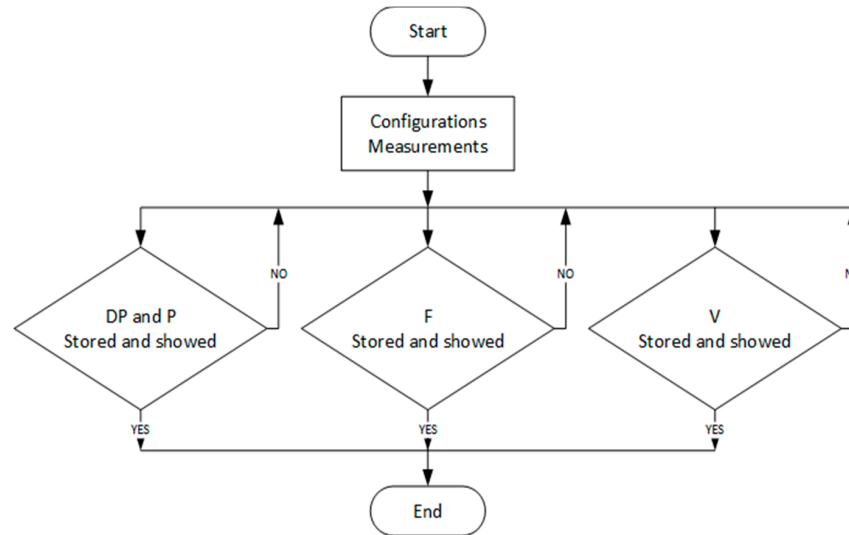 Start
Configurations
Measurements
NO
NO
DP and P
Stored and showed
F
Stored and showed
V
Stored and showed
YES
YES
YES
End